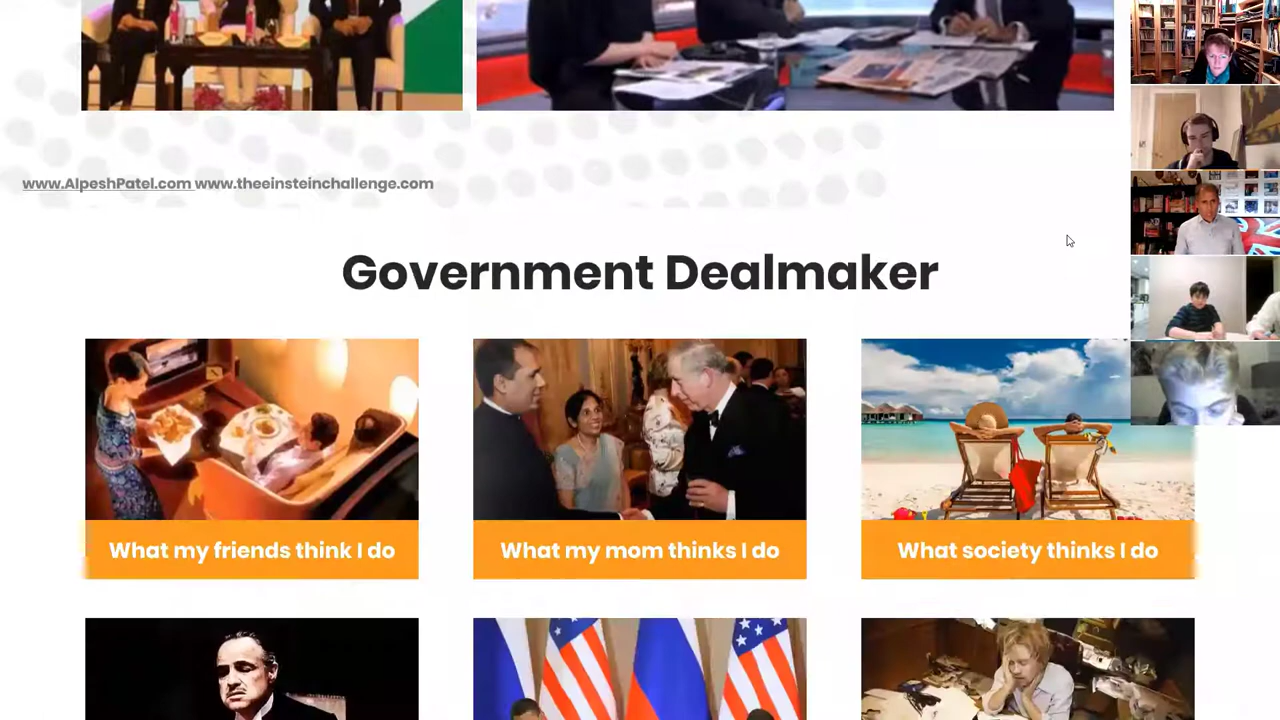 www.AlpeshPatel.com www.theeinsteinchallenge.com
Government Dealmaker
What my friends think I do
What my mom thinks I do
What society thinks I do